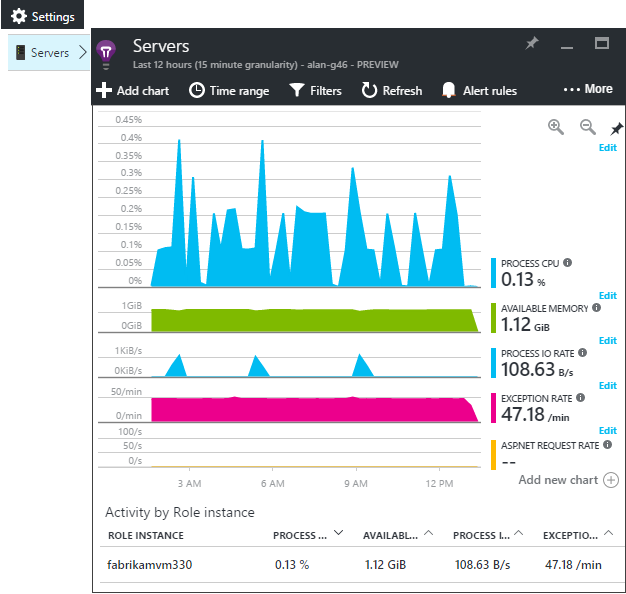 Settings
Servers
Servers
Last 12 hours (15 minute granularity) - alan-g46 - PREVIEW
Add chart Time range Filters Refresh Alert rules ··· More
0.45%
0.4%
0.35%
0.3%
0.25%
0.2%
0.15%
0.1%
0.05%
0%
Edit
PROCESS CPU
0.13 %
Edit
1GiB
0GiB
AVAILABLE MEMORY
1.12 GiB
Edit
1KiB/s
0KiB/s
PROCESS IO RATE
108.63 B/s
Edit
50/min
0/min
EXCEPTION RATE
47.18 /min
Edit
100/s
50/s
0/s
ASP.NET REQUEST RATE
--
3 AM 6 AM 9 AM 12 PM
Add new chart
Activity by Role instance
ROLE INSTANCE PROCESS ... AVAILABL... PROCESS I... EXCEPTIO...
fabrikamvm330 0.13 % 1.12 GiB 108.63 B/s 47.18 /min